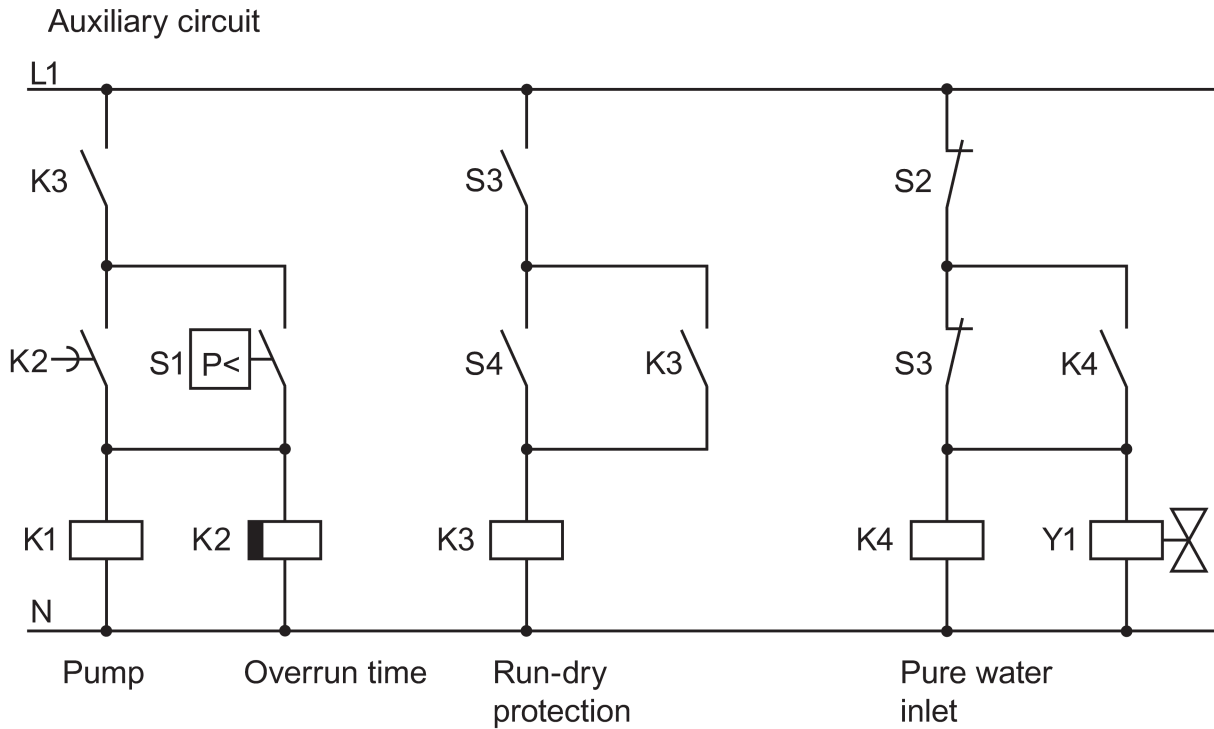 Auxiliary circuit
L1
K3
S3
S2
K2
S1
P<
S4
K3
S3
K4
K1
K2
K3
K4
Y1
N
Pump
Overrun time
Run-dry
protection
Pure water
inlet